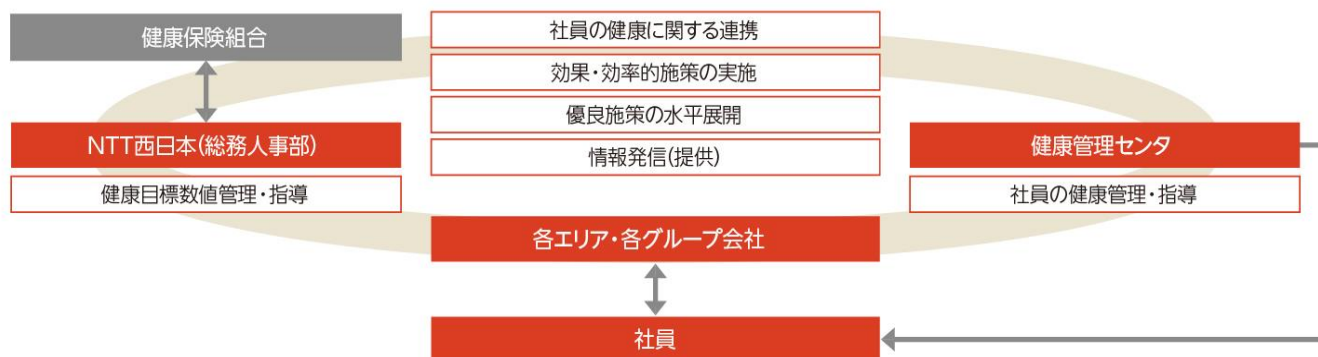 健康保険組合
社員の健康に関する連携
効果・効率的施策の実施
優良施策の水平展開
情報発信(提供)
NTT西日本(総務人事部)
健康目標数値管理・指導
健康管理センタ
社員の健康管理・指導
各エリア・各グループ会社
社員